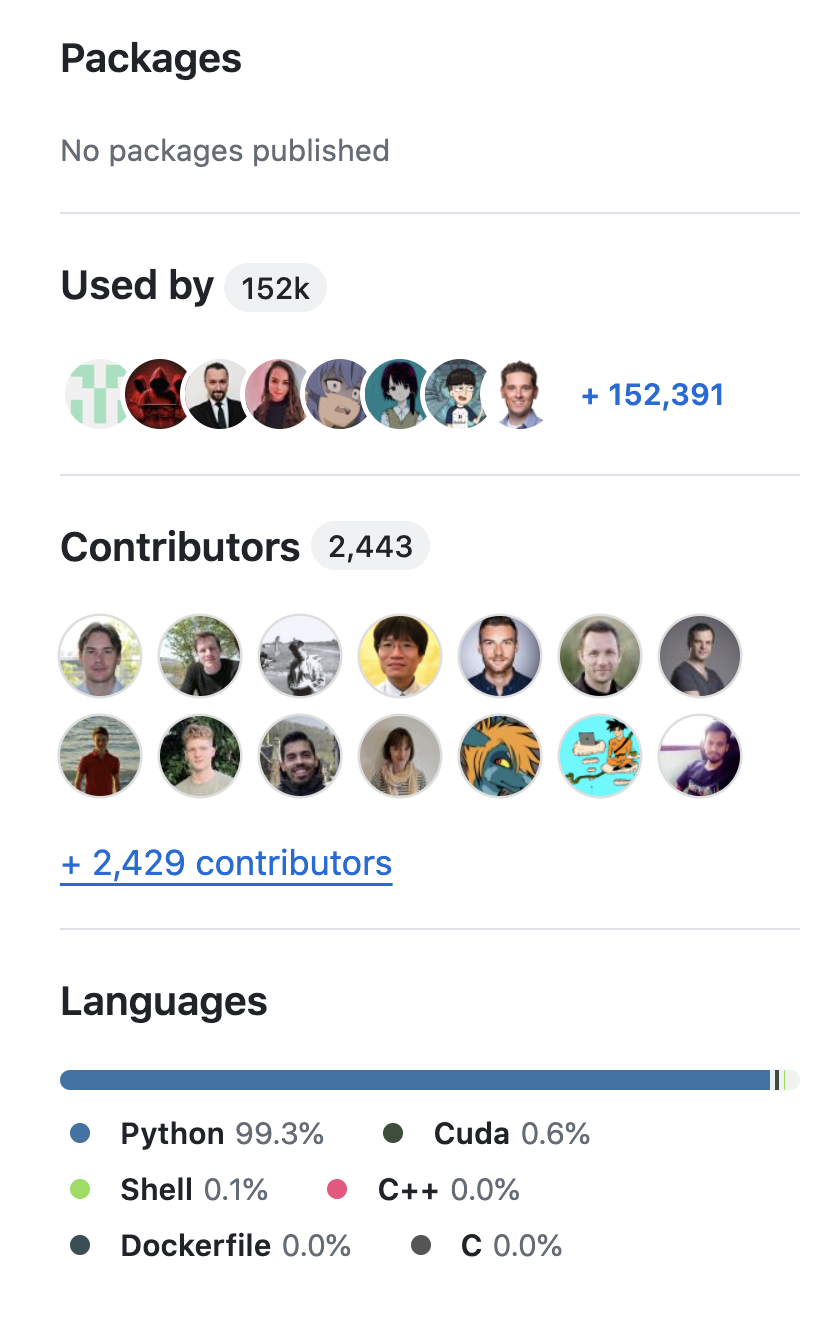 Packages
No packages published
Used by 152k
+ 152,391
Contributors 2,443
+ 2,429 contributors
Languages
Python 99.3% Cuda 0.6%
Shell 0.1% C++ 0.0%
Dockerfile 0.0% C 0.0%